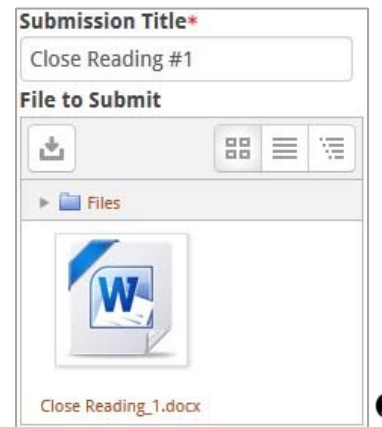 Submission Title*
Close Reading #1
File to Submit
Files
W
Close Reading_1.docx